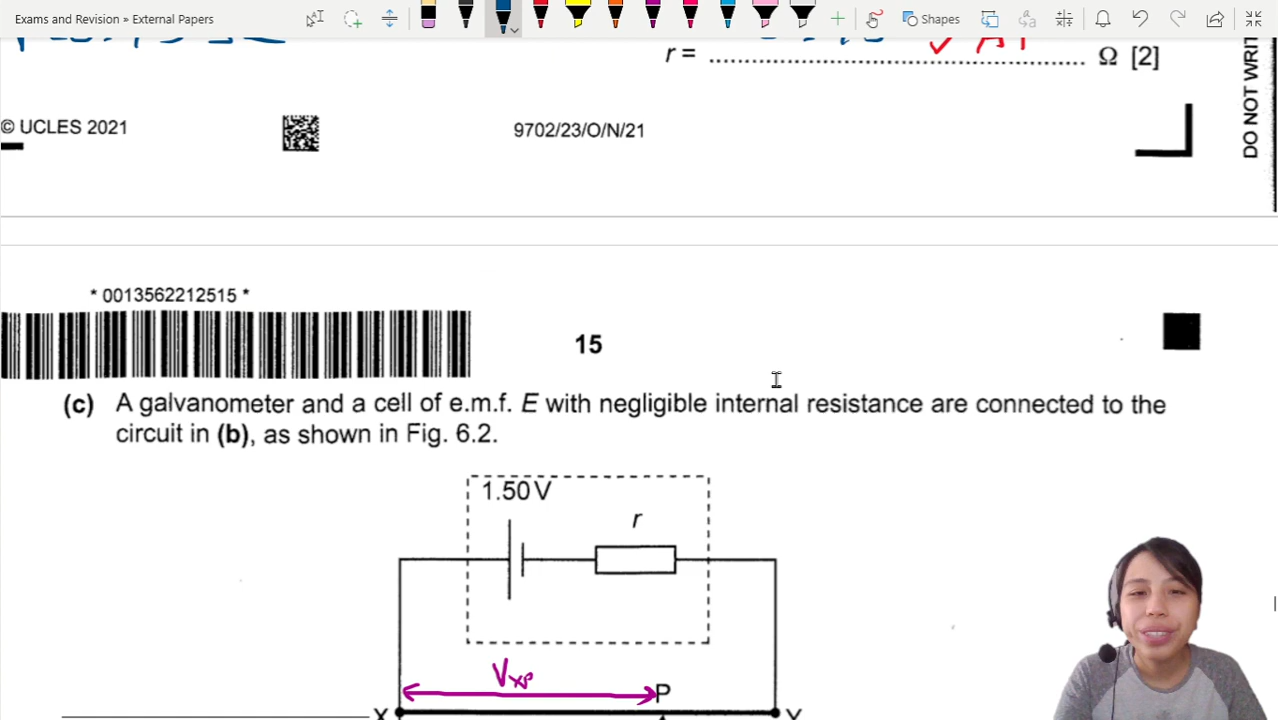 Exams and Revision » External Papers
Shapes
r = Ω [2]
DO NOT WRIT
© UCLES 2021
9702/23/O/N/21
* 0013562212515 *
15
(c) A galvanometer and a cell of e.m.f. E with negligible internal resistance are connected to the
circuit in (b), as shown in Fig. 6.2.
1.50 V
r
V_XP
P
X
Y